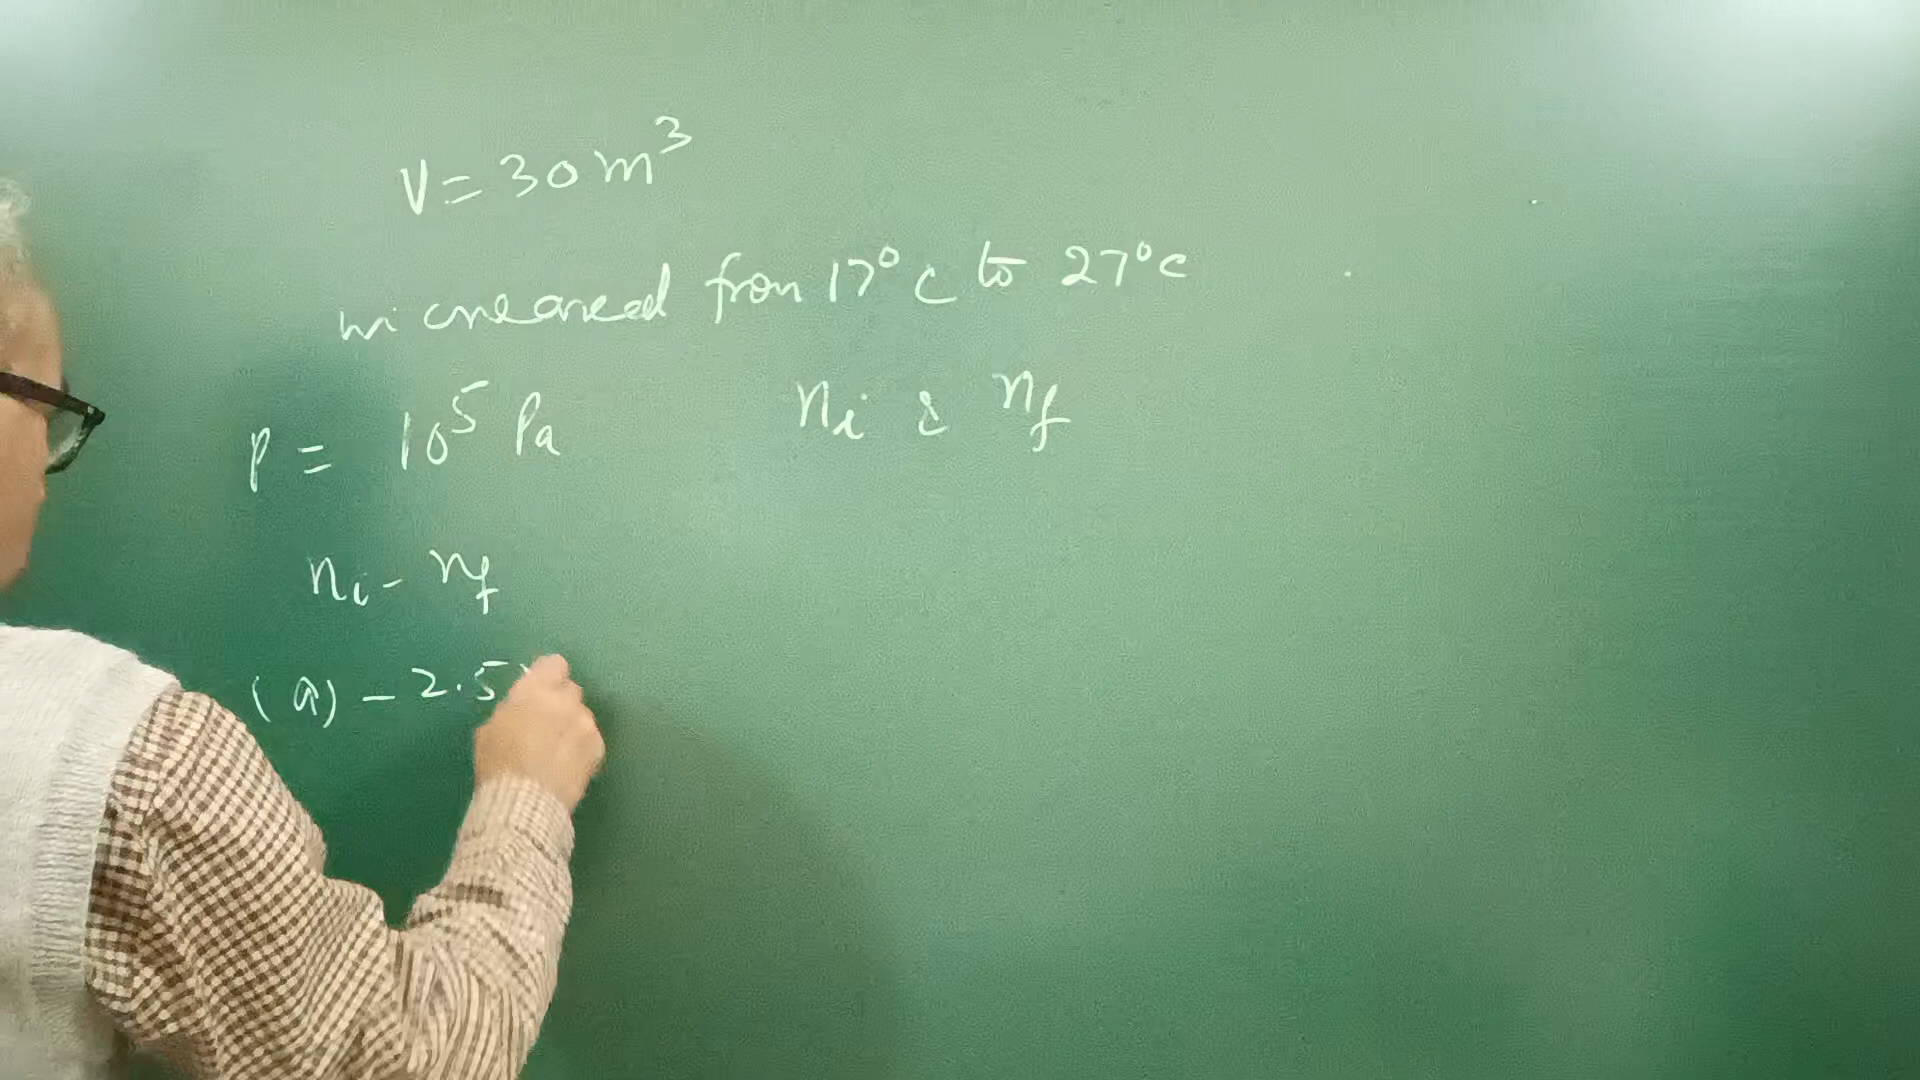 V = 30 m³
increased from 17°c to 27°c
P = 10⁵ Pa
nᵢ & n_f
nᵢ - n_f
(a) - 2.5